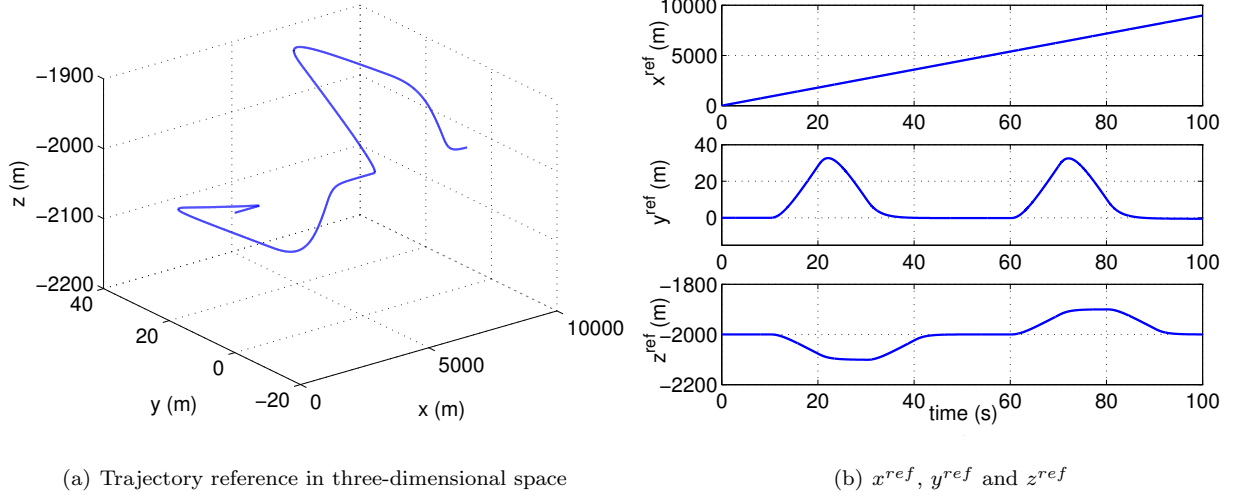 −1900
−2000
−2100
−2200
z (m)
40
20
0
−20
y (m)
0
5000
10000
x (m)
10000
5000
0
x^ref (m)
0 20 40 60 80 100
40
20
0
y^ref (m)
0 20 40 60 80 100
−1800
−2000
−2200
z^ref (m)
0 20 40 60 80 100
time (s)
(a) Trajectory reference in three-dimensional space
(b) x^ref, y^ref and z^ref